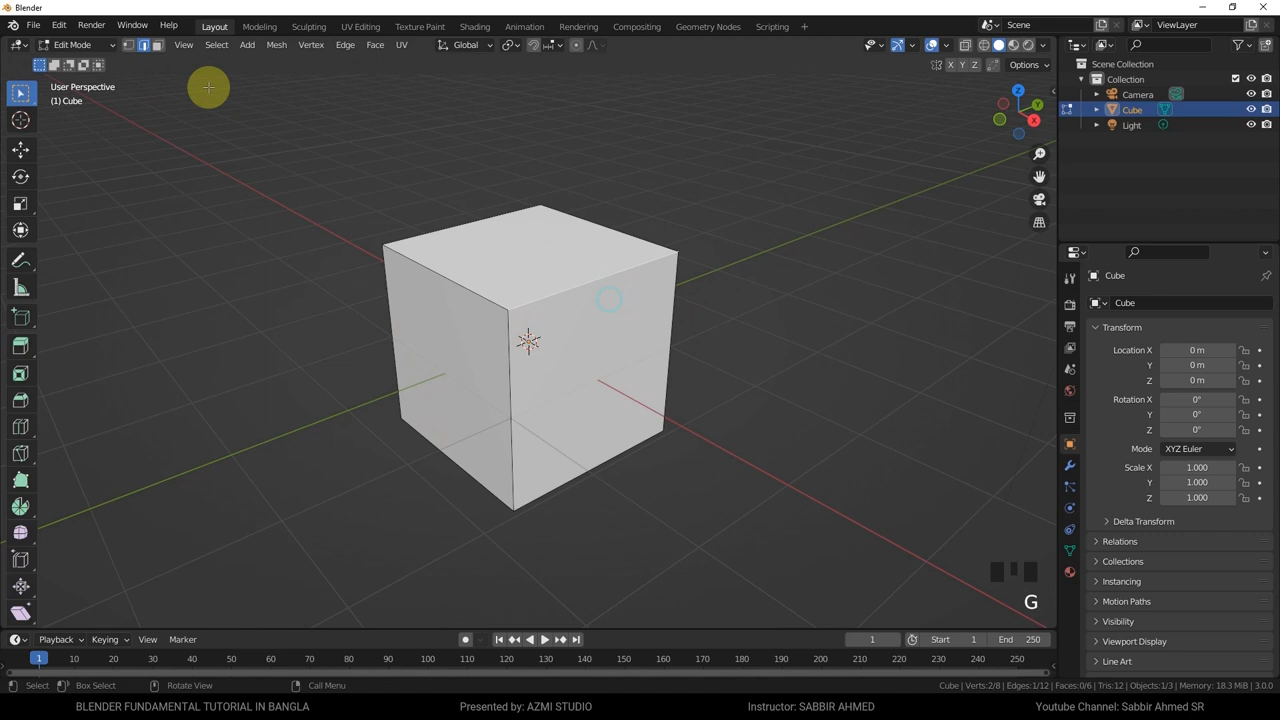 Blender
File Edit Render Window Help Layout Modeling Sculpting UV Editing Texture Paint Shading Animation Rendering Compositing Geometry Nodes Scripting Scene ViewLayer
Edit Mode View Select Add Mesh Vertex Edge Face UV Global
X Y Z Options
User Perspective
(1) Cube
Z
Y
X
Scene Collection
Collection
Camera
Cube
Light
Cube
Cube
Transform
Location X 0 m
Y 0 m
Z 0 m
Rotation X 0°
Y 0°
Z 0°
Mode XYZ Euler
Scale X 1.000
Y 1.000
Z 1.000
Delta Transform
Relations
Collections
Instancing
Motion Paths
Visibility
Viewport Display
Line Art
G
Playback Keying View Marker 1 Start 1 End 250
1 10 20 30 40 50 60 70 80 90 100 110 120 130 140 150 160 170 180 190 200 210 220 230 240 250
Select Box Select Rotate View Call Menu Cube | Verts:2/8 | Edges:1/12 | Faces:0/6 | Tris:12 | Objects:1/3 | Memory: 18.3 MiB | 3.0.0
BLENDER FUNDAMENTAL TUTORIAL IN BANGLA Presented by: AZMI STUDIO Instructor: SABBIR AHMED Youtube Channel: Sabbir Ahmed SR